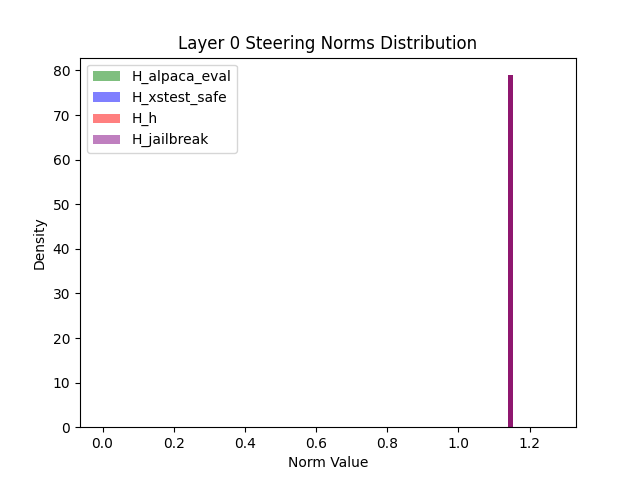 Layer 0 Steering Norms Distribution
H_alpaca_eval
H_xstest_safe
H_h
H_jailbreak
80
70
60
50
40
30
20
10
0
Density
0.0 0.2 0.4 0.6 0.8 1.0 1.2
Norm Value